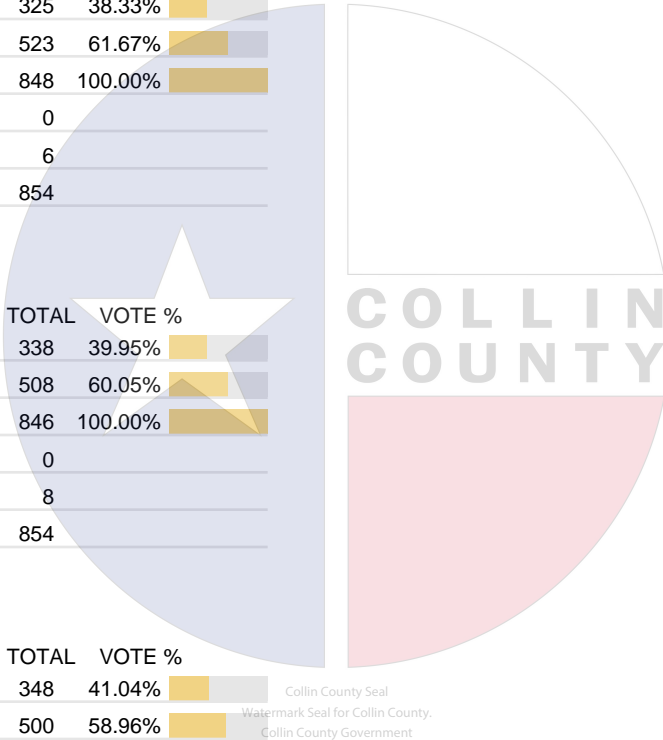 325 38.33%
523 61.67%
848 100.00%
0
6
854
TOTAL VOTE %
338 39.95%
508 60.05%
846 100.00%
0
8
854
COLLIN
COUNTY
TOTAL VOTE %
348 41.04%
500 58.96%
Collin County Seal
Watermark Seal for Collin County.
Collin County Government